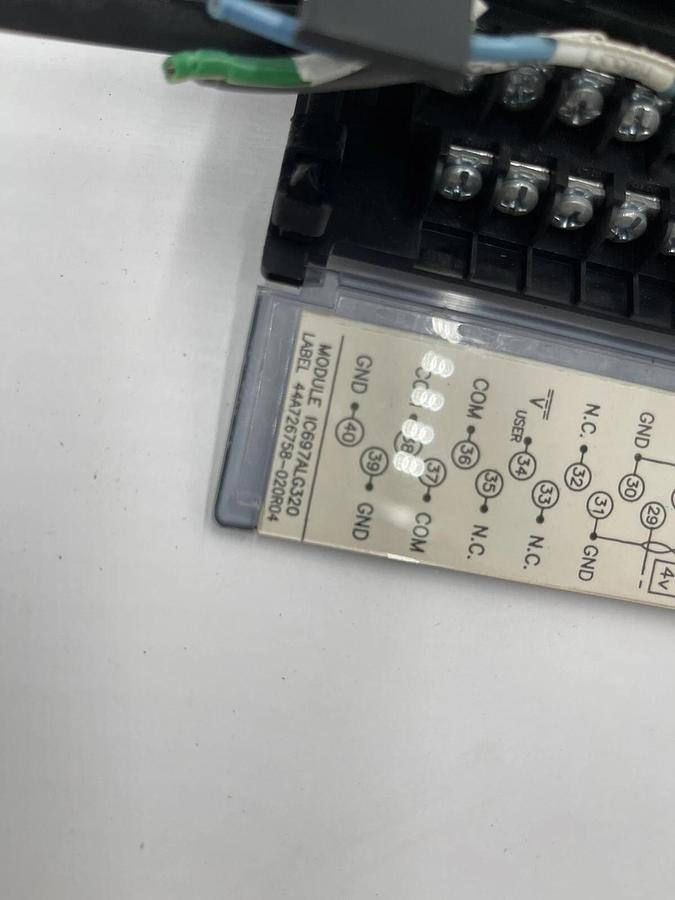 GND
30
29
4v
N.C.
32
31
GND
V
USER
34
33
N.C.
COM
36
35
N.C.
37
COM
GND
40
39
GND
MODULE IC697ALG320
LABEL 44A726758-020R04